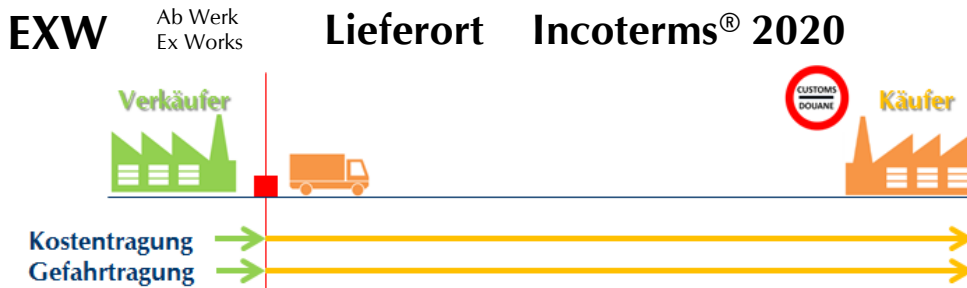 EXW Ab Werk Lieferort Incoterms® 2020
Ex Works
CUSTOMS
DOUANE
Verkäufer Käufer
Kostentragung
Gefahrtragung